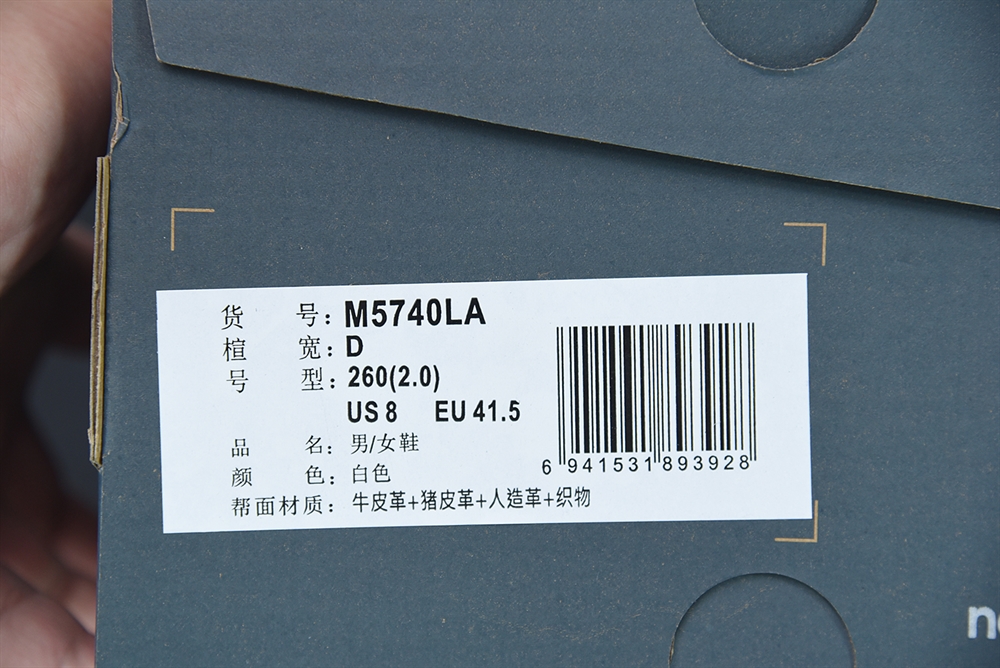 货 号: M5740LA
楦 宽: D
号 型: 260(2.0)
US 8 EU 41.5
品 名: 男/女鞋
颜 色: 白色
帮面材质: 牛皮革+猪皮革+人造革+织物
6 941531 893928